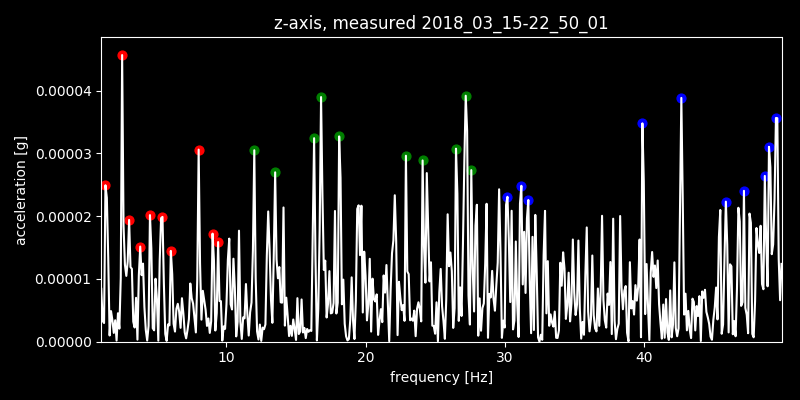 z-axis, measured 2018_03_15-22_50_01
0.00004
0.00003
0.00002
0.00001
0.00000
acceleration [g]
10 20 30 40
frequency [Hz]